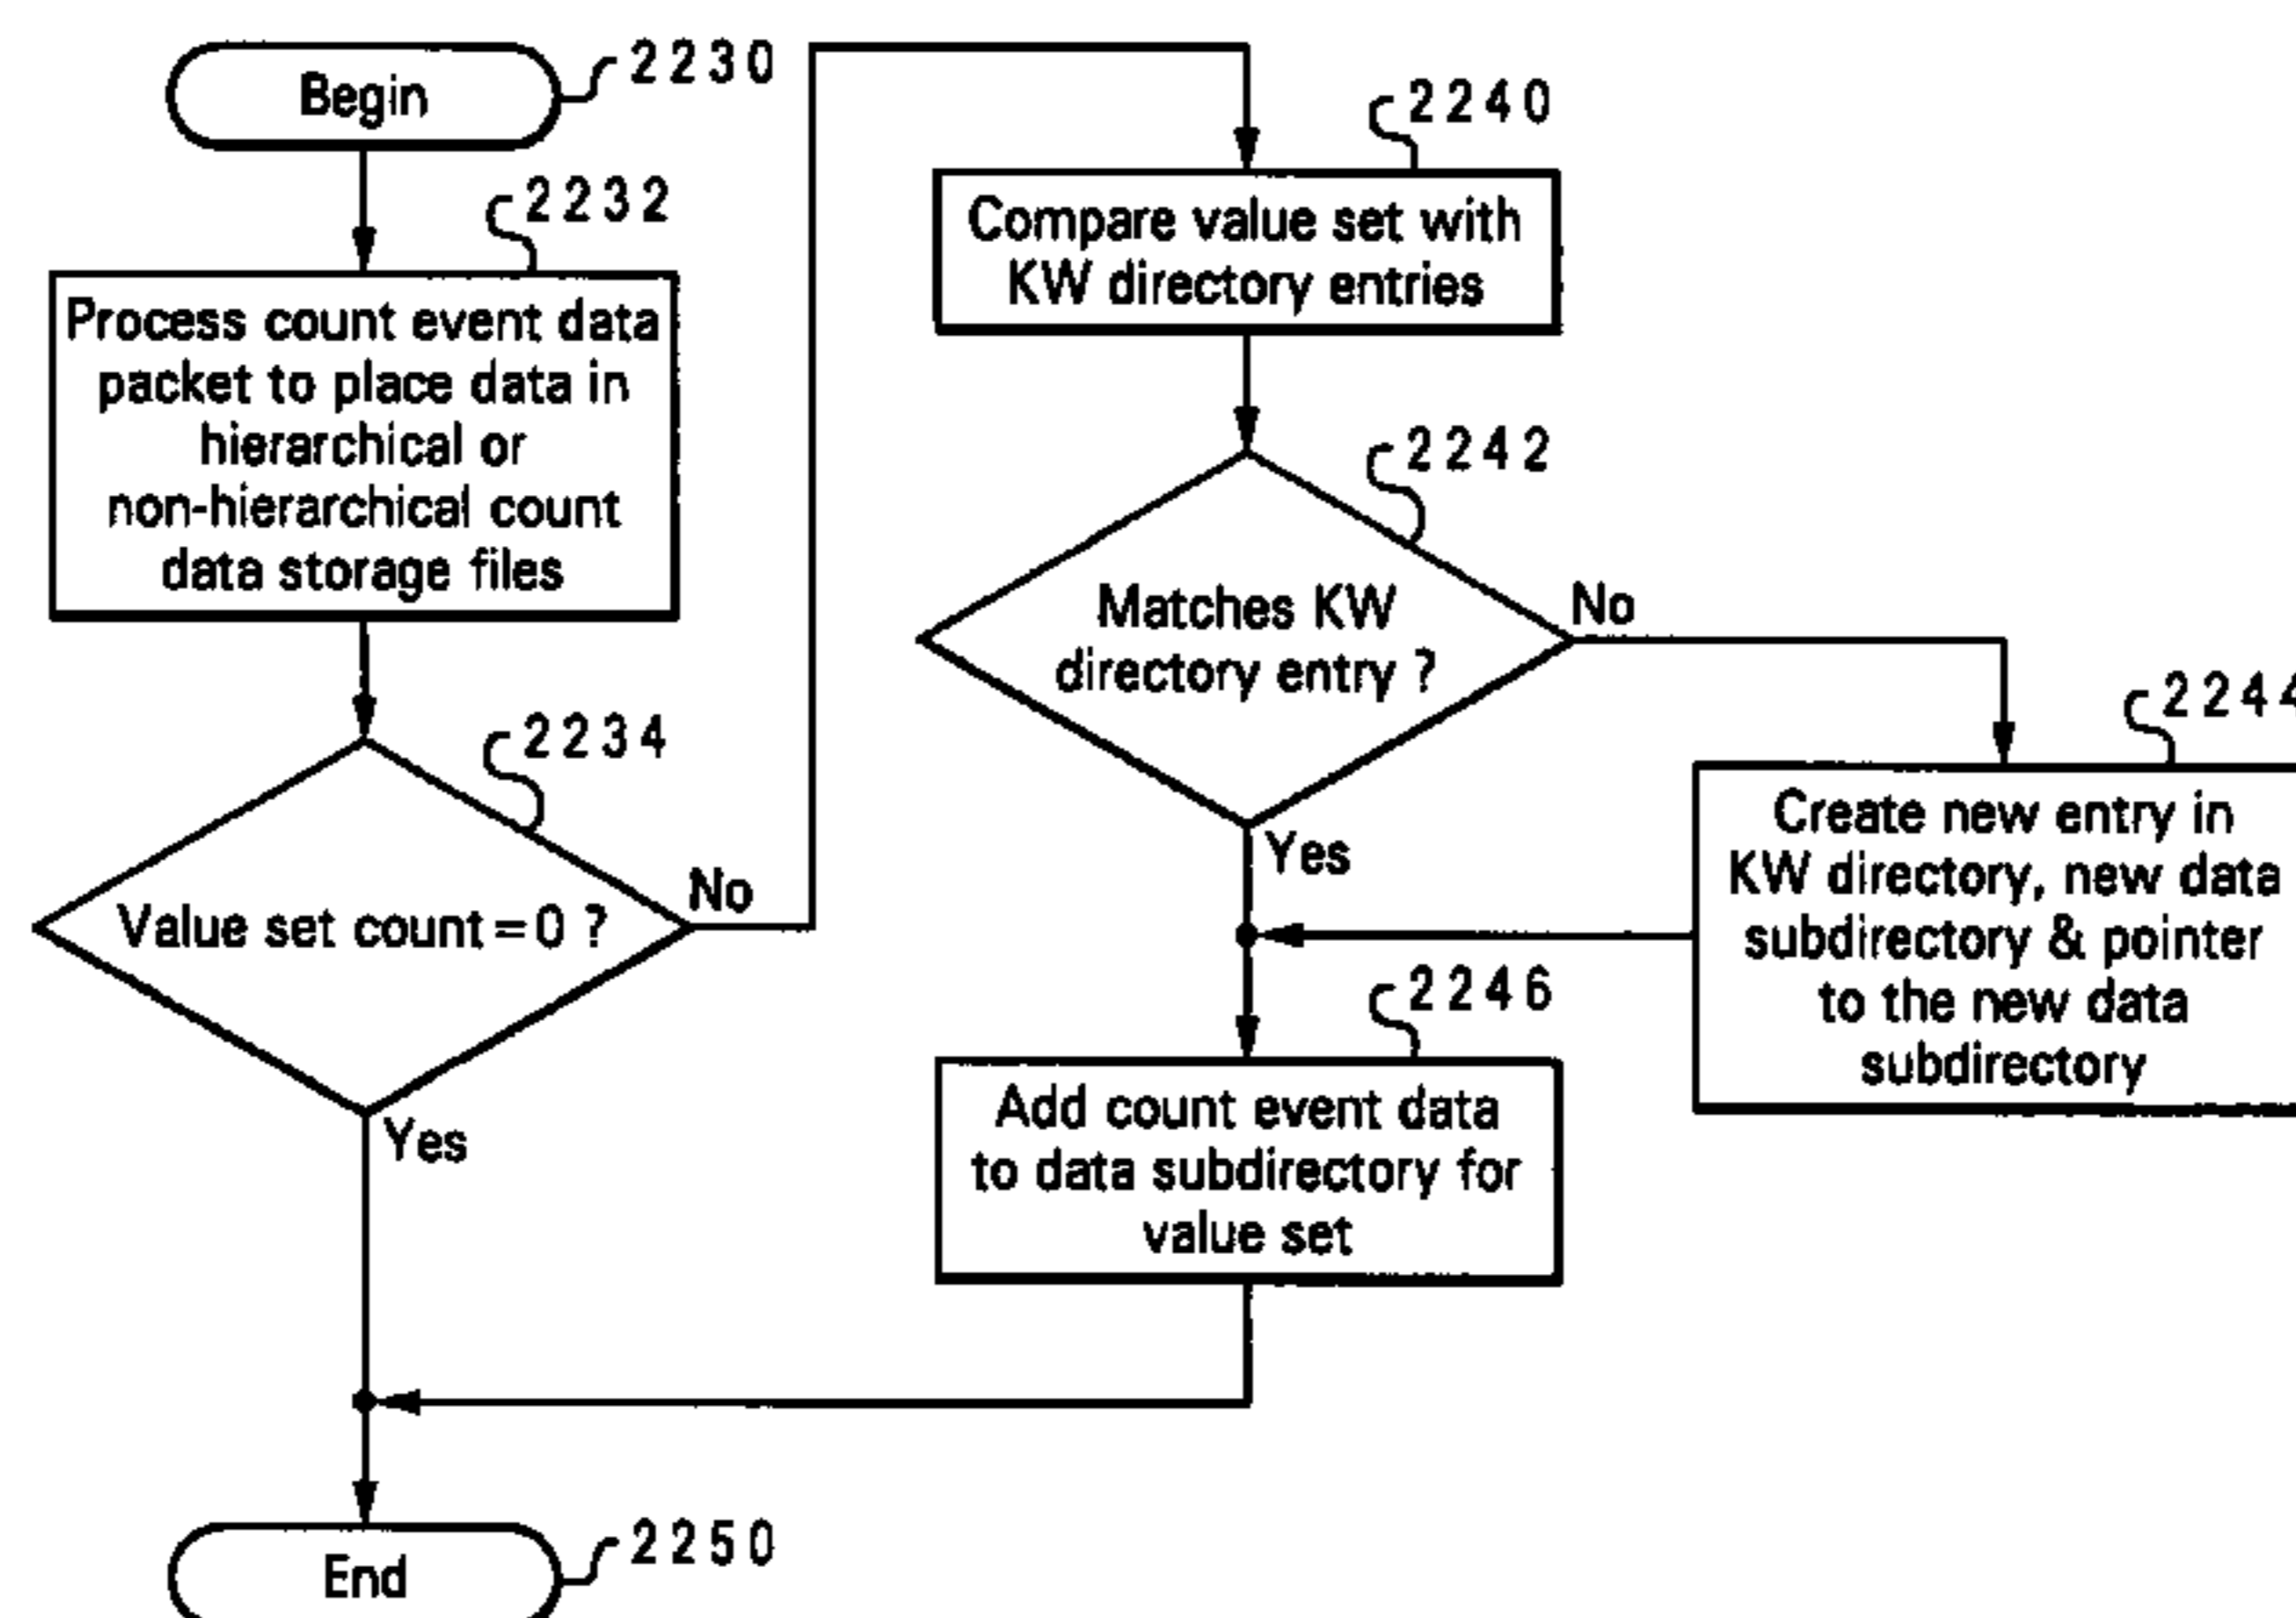 Begin
2230
2232
Process count event data
packet to place data in
hierarchical or
non-hierarchical count
data storage files
2234
Value set count = 0 ?
No
Yes
2240
Compare value set with
KW directory entries
2242
Matches KW
directory entry ?
No
Yes
2244
Create new entry in
KW directory, new data
subdirectory & pointer
to the new data
subdirectory
2246
Add count event data
to data subdirectory for
value set
End
2250